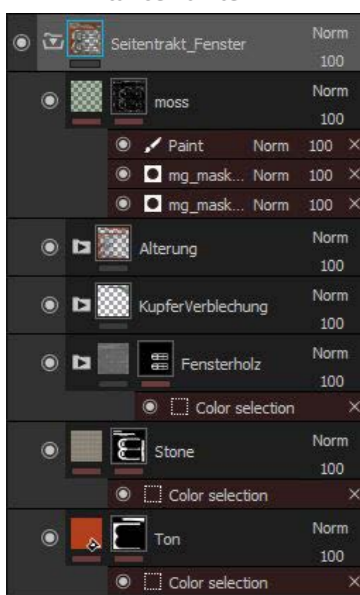 Seitentrakt_Fenster Norm
100
moss Norm
100
Paint Norm 100
mg_mask... Norm 100
mg_mask... Norm 100
Alterung Norm
100
KupferVerblechung Norm
100
Fensterholz Norm
100
Color selection
Stone Norm
100
Color selection
Ton Norm
100
Color selection